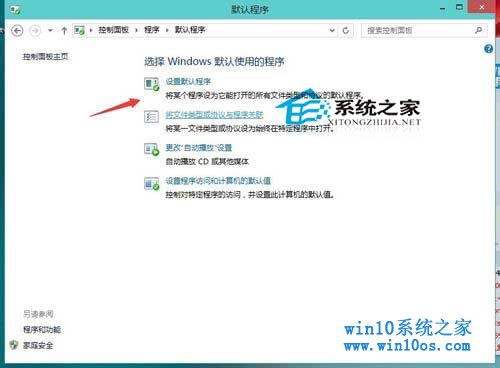 默认程序
控制面板 ▸ 程序 ▸ 默认程序
搜索控制面板
控制面板主页
选择 Windows 默认使用的程序
设置默认程序
将某个程序设为它能打开的所有文件类型和协议的默认程序。
将文件类型或协议与程序关联
将某一文件类型或协议设为始终在特定程序中打开。
更改“自动播放”设置
自动播放 CD 或其他媒体
设置程序访问和计算机的默认值
控制对特定程序的访问，并设置此计算机的默认值。
系统之家
XITONGZHIJIA.NET
另请参阅
程序和功能
家庭安全
win10系统之家
www.win10os.com